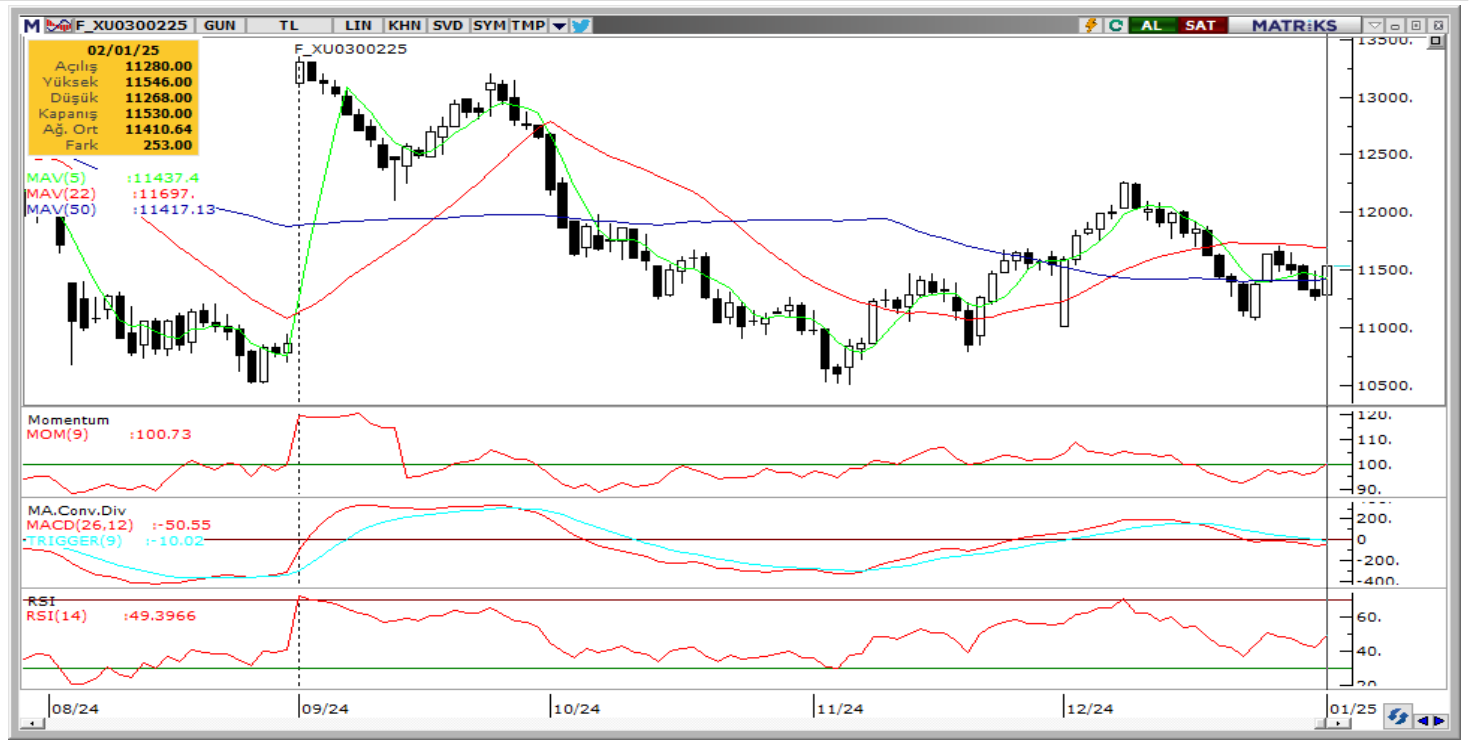 M F_XU0300225 GUN TL LIN KHN SVD SYM TMP AL SAT MATRiKS
F_XU0300225
02/01/25
Açılış 11280.00
Yüksek 11546.00
Düşük 11268.00
Kapanış 11530.00
Ağ. Ort 11410.64
Fark 253.00
MAV(5) :11437.4
MAV(22) :11697.
MAV(50) :11417.13
13500.
13000.
12500.
12000.
11500.
11000.
10500.
Momentum
MOM(9) :100.73
120.
110.
100.
90.
MA.Conv.Div
MACD(26,12) :-50.55
TRIGGER(9) :-10.02
200.
0
-200.
-400.
RSI
RSI(14) :49.3966
60.
40.
20.
08/24 09/24 10/24 11/24 12/24 01/25